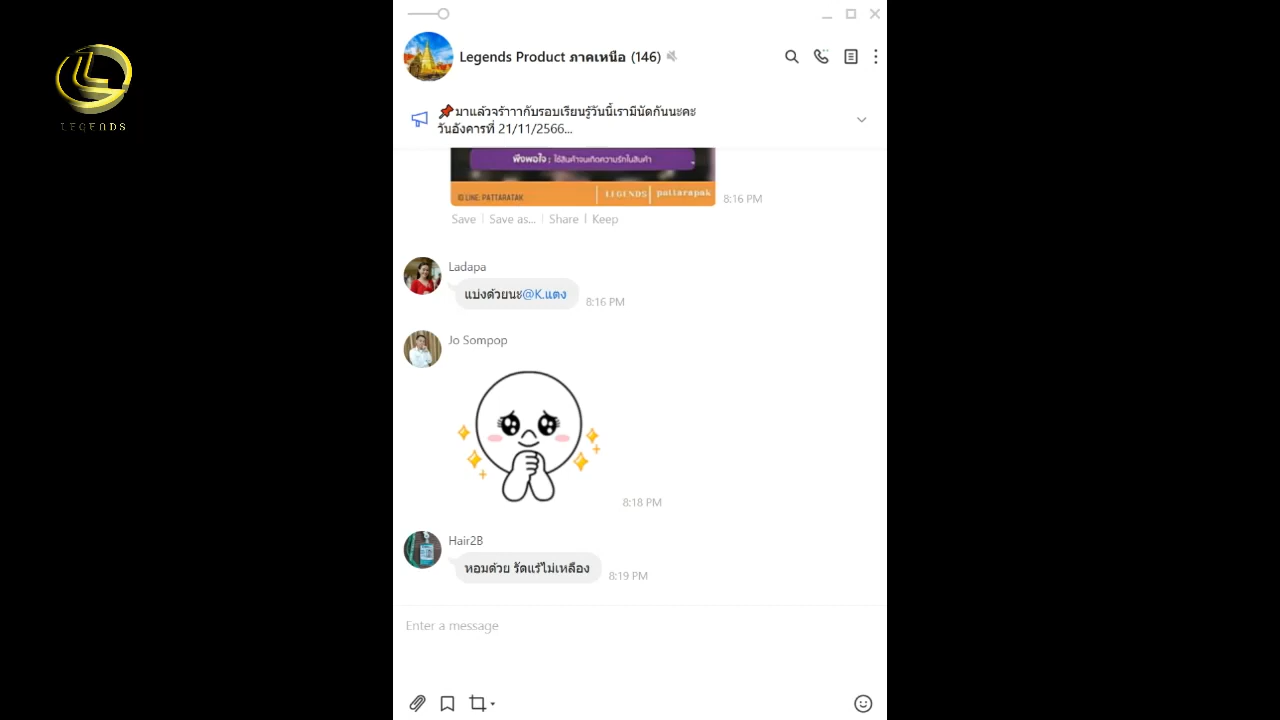 LEGENDS
Legends Product ภาคเหนือ (146)
📌มาแล้วจร้าาากับรอบเรียนรู้วันนี้เรามีนัดกันนะคะ
วันอังคารที่ 21/11/2566...
พึงพอใจ ; ใช้สินค้าจนเกิดความรักในสินค้า
© LINE: PATTARATAK LEGENDS pattarapak
8:16 PM
Save Save as... Share Keep
Ladapa
แบ่งด้วยนะ@K.แตง
8:16 PM
Jo Sompop
8:18 PM
Hair2B
หอมด้วย รีดแร้ไม่เหลือง
8:19 PM
Enter a message